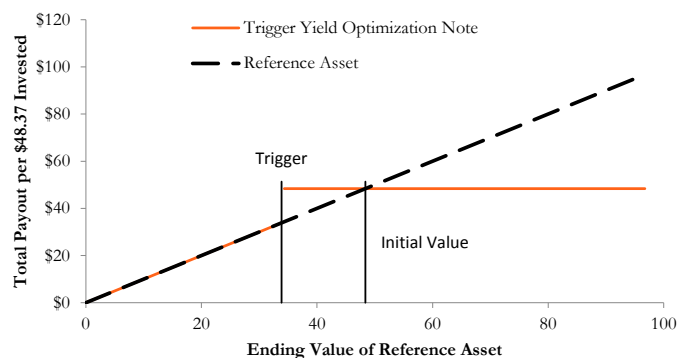 $120
$100
$80
$60
$40
$20
$0
Total Payout per $48.37 Invested
Trigger Yield Optimization Note
Reference Asset
Trigger
Initial Value
0 20 40 60 80 100
Ending Value of Reference Asset